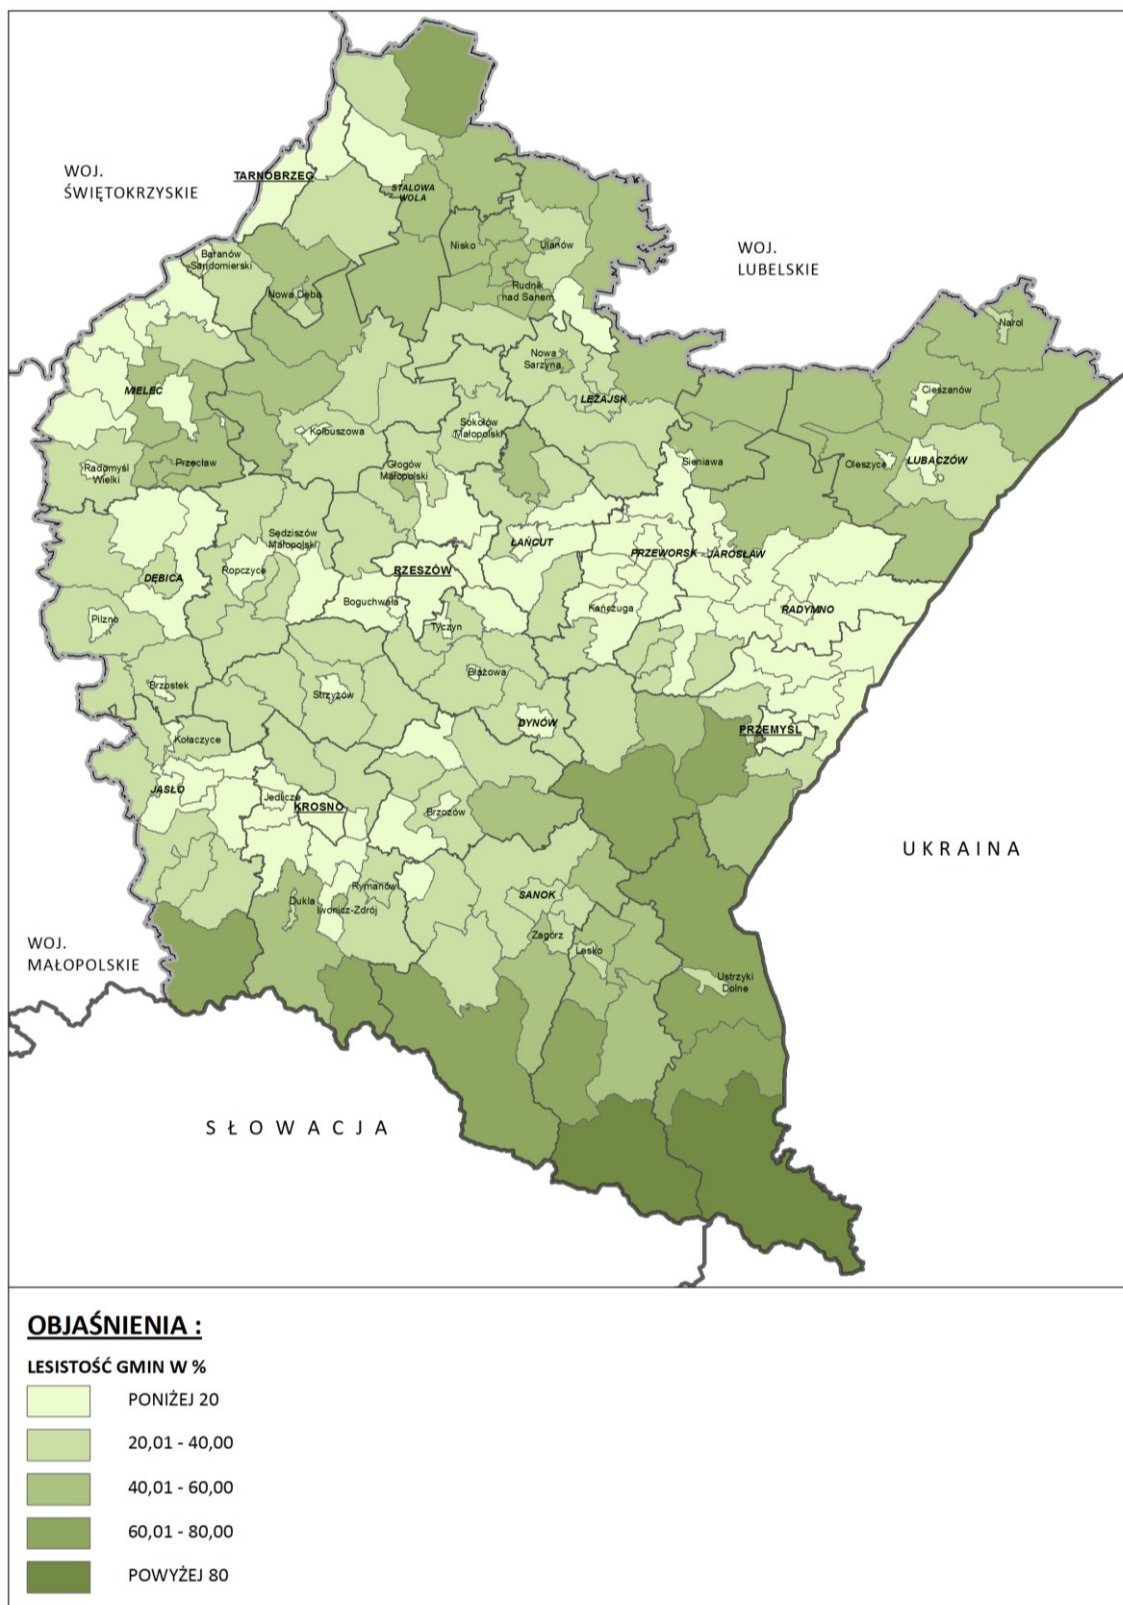 WOJ.
ŚWIĘTOKRZYSKIE
TARNOBRZEG
STALOWA
WOLA
WOJ.
LUBELSKIE
Baranów
Sandomierski
Nisko
Ulanów
Nowa Dęba
Rudnik
nad Sanem
Narol
MIELEC
Nowa
Sarzyna
LEŻAJSK
Cieszanów
Kolbuszowa
Sokołów
Małopolski
Radomyśl
Wielki
Przecław
Głogów
Małopolski
Sieniawa
Oleszyce
LUBACZÓW
Sędziszów
Małopolski
ŁAŃCUT
PRZEWORSK
JAROSŁAW
DĘBICA
Ropczyce
RZESZÓW
Boguchwała
Kańczuga
RADYMNO
Pilzno
Tyczyn
Brzostek
Strzyżów
Błażowa
DYNÓW
PRZEMYŚL
Kołaczyce
JASŁO
Jedlicze
KROSNO
Brzozów
UKRAINA
Dukla
Rymanów
Iwonicz-Zdrój
SANOK
WOJ.
MAŁOPOLSKIE
Zagórz
Lesko
Ustrzyki
Dolne
SŁOWACJA
OBJAŚNIENIA :
LESISTOŚĆ GMIN W %
PONIŻEJ 20
20,01 - 40,00
40,01 - 60,00
60,01 - 80,00
POWYŻEJ 80